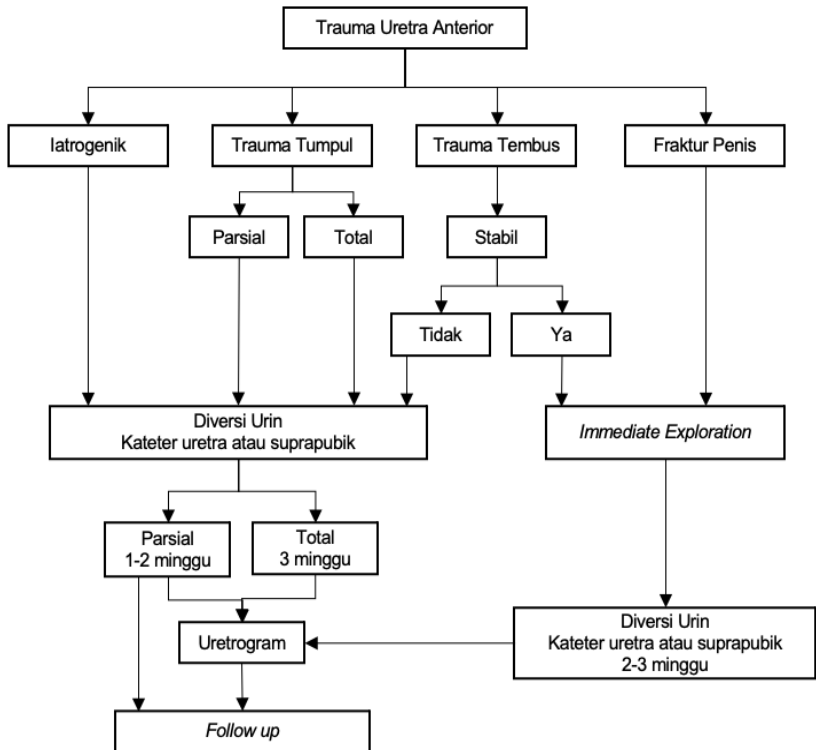 Trauma Uretra Anterior
Iatrogenik
Trauma Tumpul
Trauma Tembus
Fraktur Penis
Parsial
Total
Stabil
Tidak
Ya
Diversi Urin
Kateter uretra atau suprapubik
Immediate Exploration
Parsial
1-2 minggu
Total
3 minggu
Uretrogram
Diversi Urin
Kateter uretra atau suprapubik
2-3 minggu
Follow up